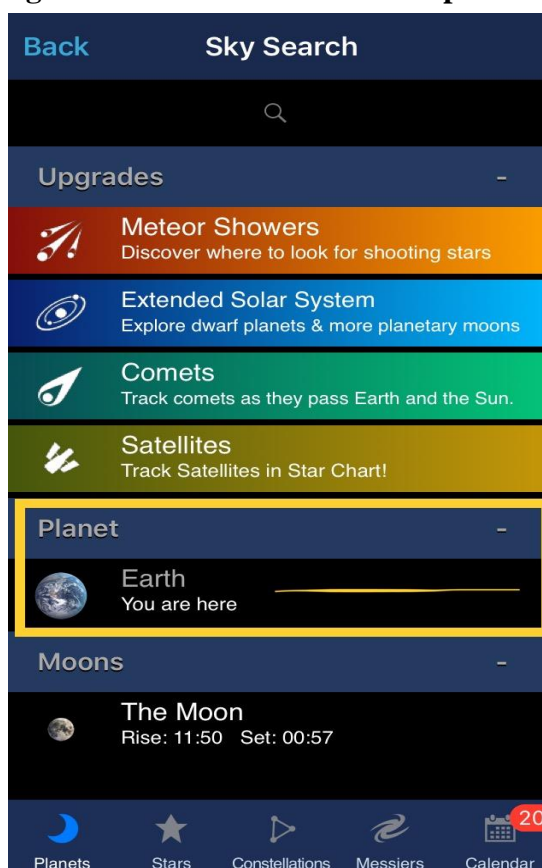 Back Sky Search
Upgrades -
Meteor Showers
Discover where to look for shooting stars
Extended Solar System
Explore dwarf planets & more planetary moons
Comets
Track comets as they pass Earth and the Sun.
Satellites
Track Satellites in Star Chart!
Planet -
Earth
You are here
Moons -
The Moon
Rise: 11:50 Set: 00:57
20
Planets Stars Constellations Messiers Calendar